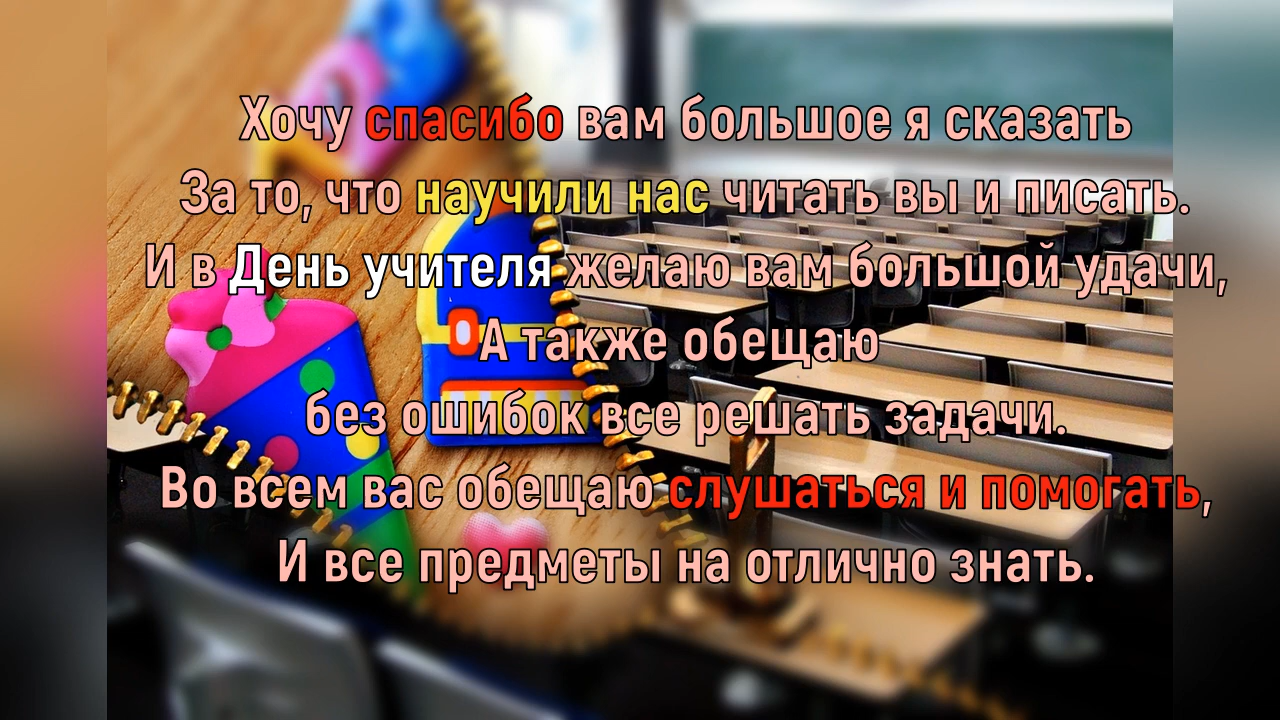 Хочу спасибо вам большое я сказать
За то, что научили нас читать вы и писать.
И в День учителя желаю вам большой удачи,
А также обещаю
без ошибок все решать задачи.
Во всем вас обещаю слушаться и помогать,
И все предметы на отлично знать.